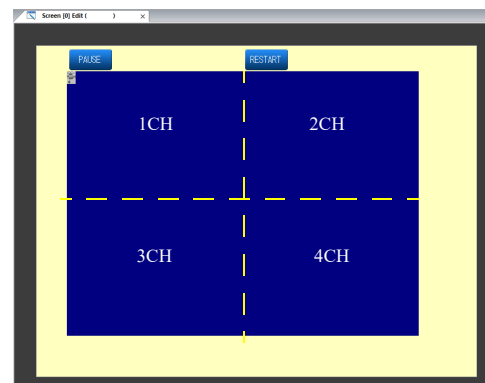 Screen [0] Edit ( ) x
PAUSE RESTART
1CH 2CH
3CH 4CH